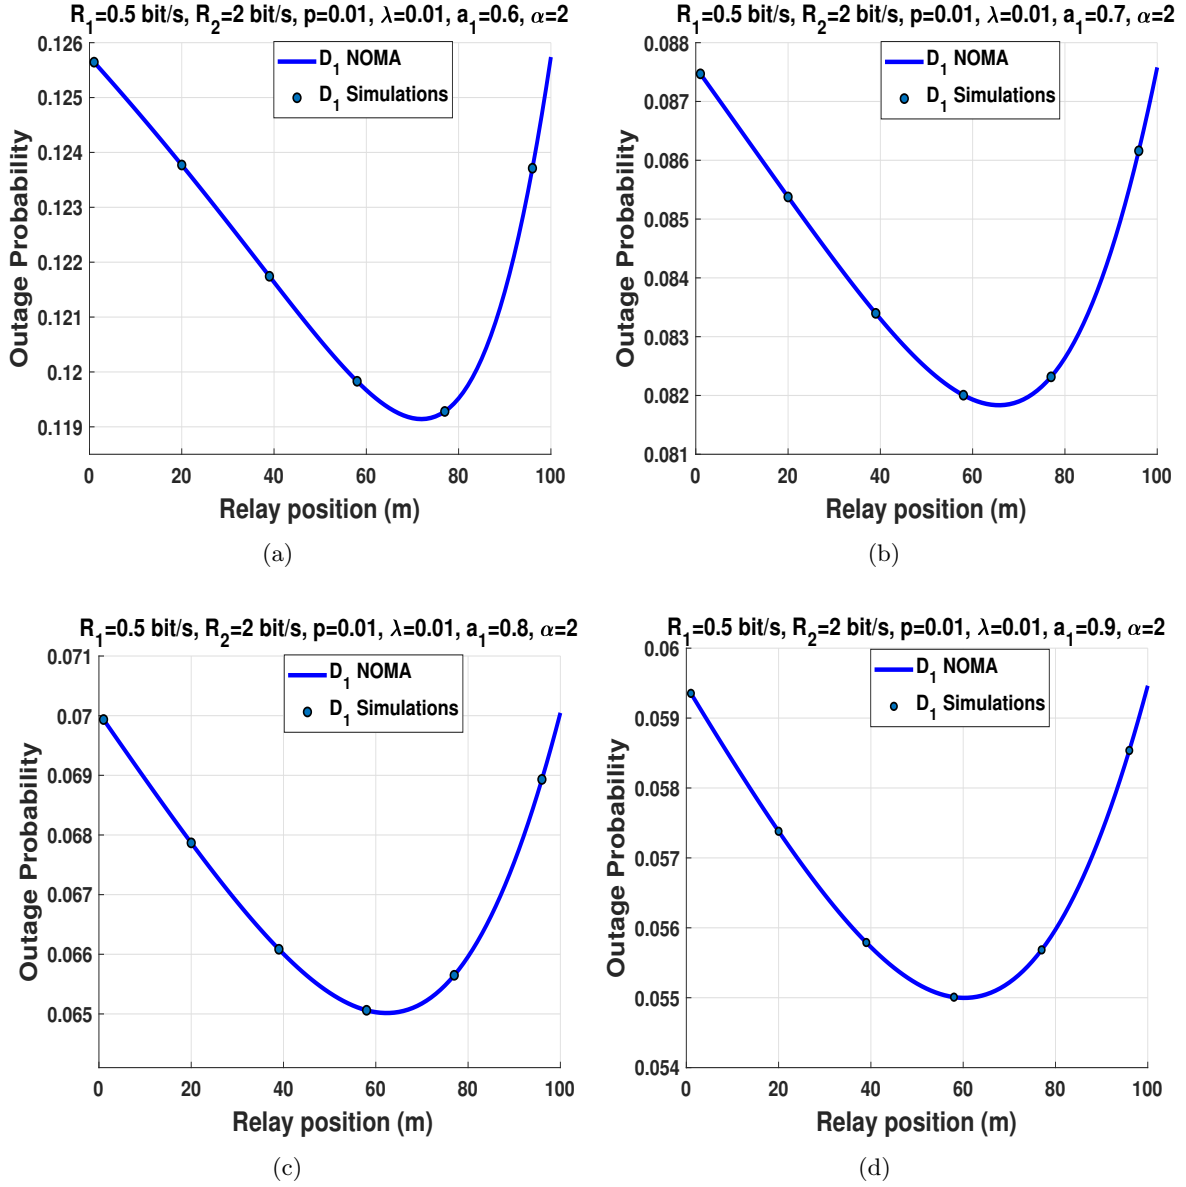 R1=0.5 bit/s, R2=2 bit/s, p=0.01, λ=0.01, a1=0.6, α=2
D1 NOMA
D1 Simulations
Outage Probability
0.126
0.125
0.124
0.123
0.122
0.121
0.12
0.119
0 20 40 60 80 100
Relay position (m)
(a)
R1=0.5 bit/s, R2=2 bit/s, p=0.01, λ=0.01, a1=0.7, α=2
D1 NOMA
D1 Simulations
Outage Probability
0.088
0.087
0.086
0.085
0.084
0.083
0.082
0.081
0 20 40 60 80 100
Relay position (m)
(b)
R1=0.5 bit/s, R2=2 bit/s, p=0.01, λ=0.01, a1=0.8, α=2
D1 NOMA
D1 Simulations
Outage Probability
0.071
0.07
0.069
0.068
0.067
0.066
0.065
0 20 40 60 80 100
Relay position (m)
(c)
R1=0.5 bit/s, R2=2 bit/s, p=0.01, λ=0.01, a1=0.9, α=2
D1 NOMA
D1 Simulations
Outage Probability
0.06
0.059
0.058
0.057
0.056
0.055
0.054
0 20 40 60 80 100
Relay position (m)
(d)